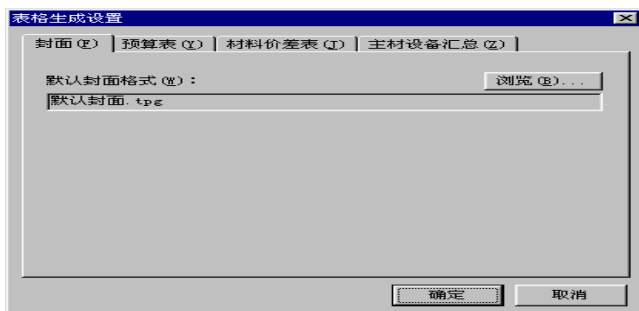 表格生成设置
封面(F) 预算表(Y) 材料价差表(T) 主材设备汇总(Z)
默认封面格式(W)： 浏览(B)...
默认封面.tpg
确定 取消